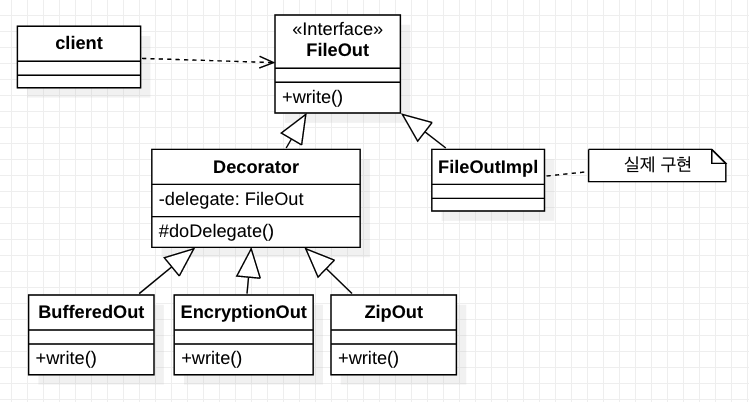 client
«Interface»
FileOut
+write()
Decorator
-delegate: FileOut
#doDelegate()
FileOutImpl
실제 구현
BufferedOut
+write()
EncryptionOut
+write()
ZipOut
+write()